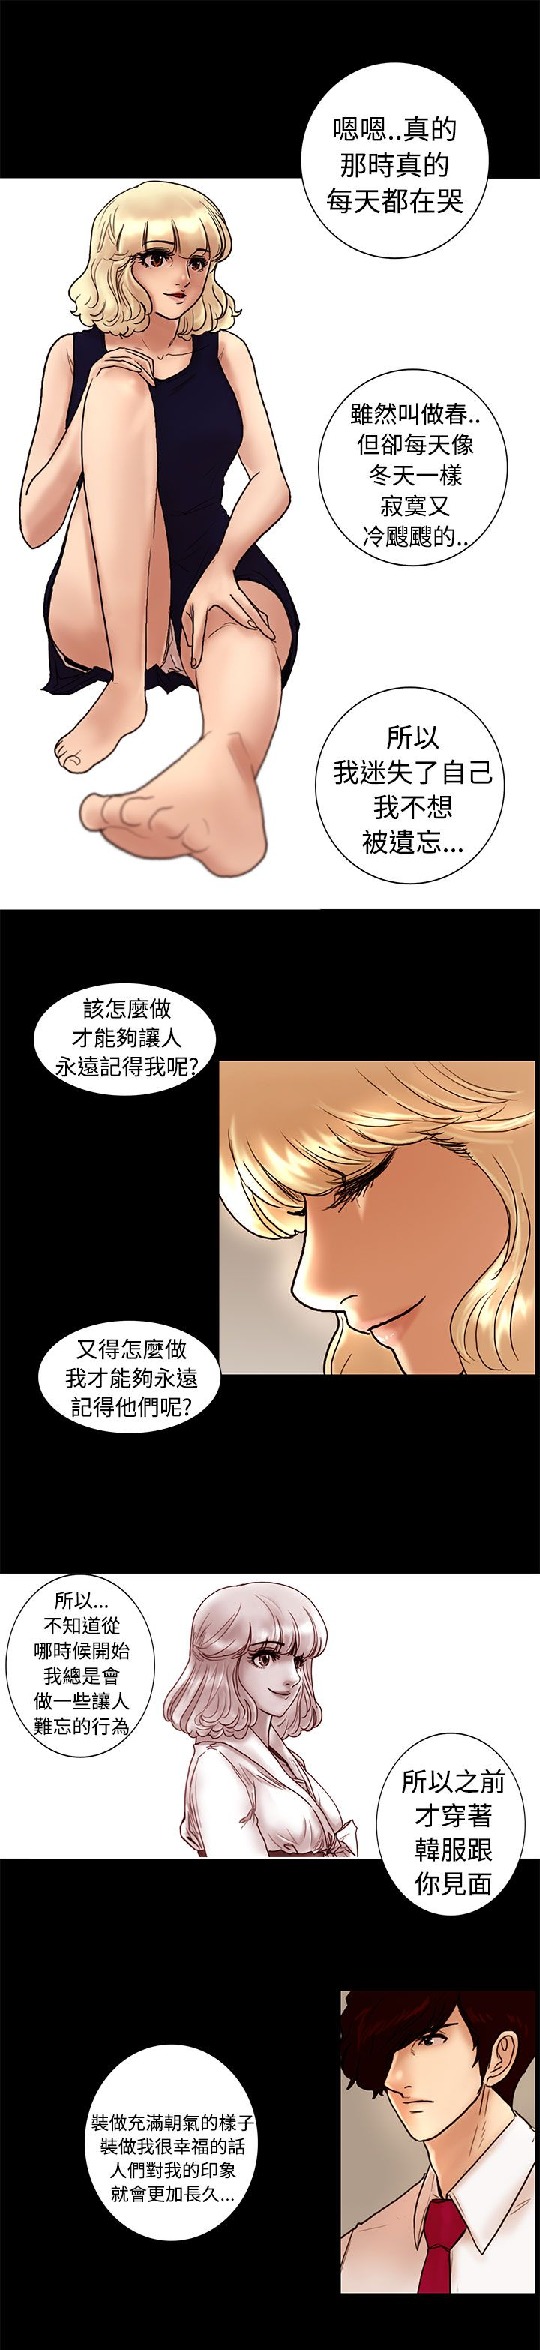 嗯嗯..真的
那時真的
每天都在哭
雖然叫做春..
但卻每天像
冬天一樣
寂寞又
冷颼颼的..
所以
我迷失了自己
我不想
被遺忘...
該怎麼做
才能夠讓人
永遠記得我呢?
又得怎麼做
我才能夠永遠
記得他們呢?
所以...
不知道從
哪時候開始
我總是會
做一些讓人
難忘的行為
所以之前
才穿著
韓服跟
你見面
裝做充滿朝氣的樣子
裝做我很幸福的話
人們對我的印象
就會更加長久...